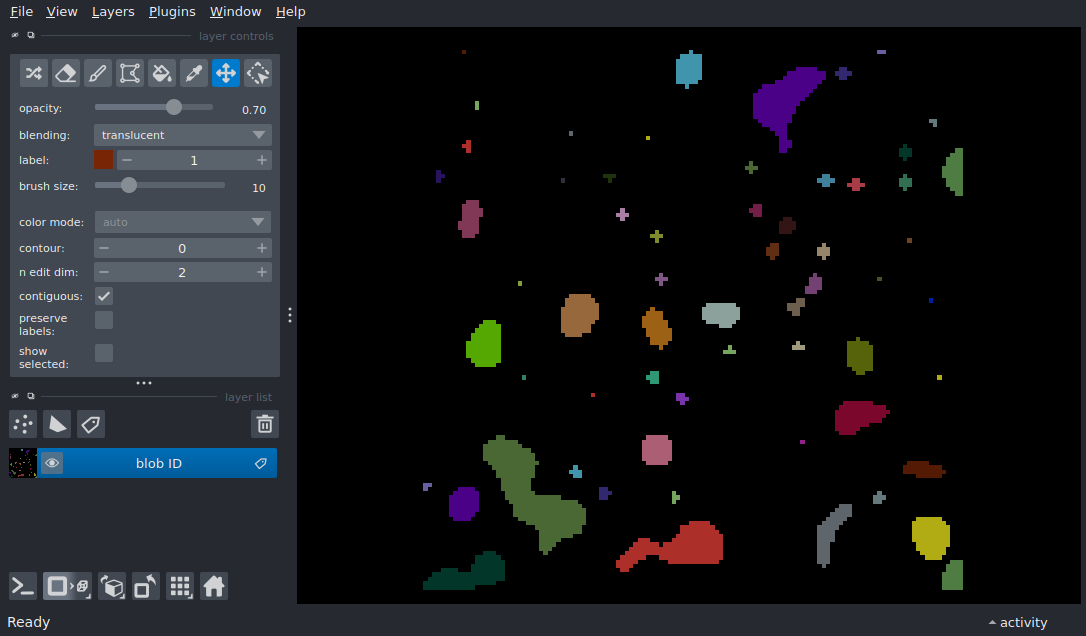 File View Layers Plugins Window Help
layer controls
opacity: 0.70
blending: translucent
label: 1
brush size: 10
color mode: auto
contour: 0
n edit dim: 2
contiguous:
preserve
labels:
show
selected:
layer list
blob ID
Ready activity